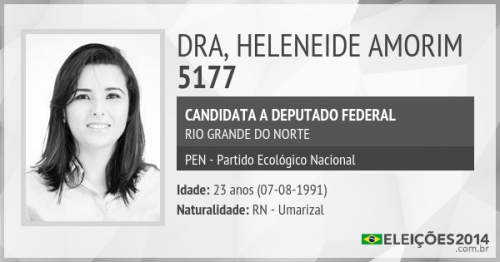 DRA, HELENEIDE AMORIM
5177
CANDIDATA A DEPUTADO FEDERAL
RIO GRANDE DO NORTE
PEN - Partido Ecológico Nacional
Idade: 23 anos (07-08-1991)
Naturalidade: RN - Umarizal
ELEIÇÕES2014
.com.br